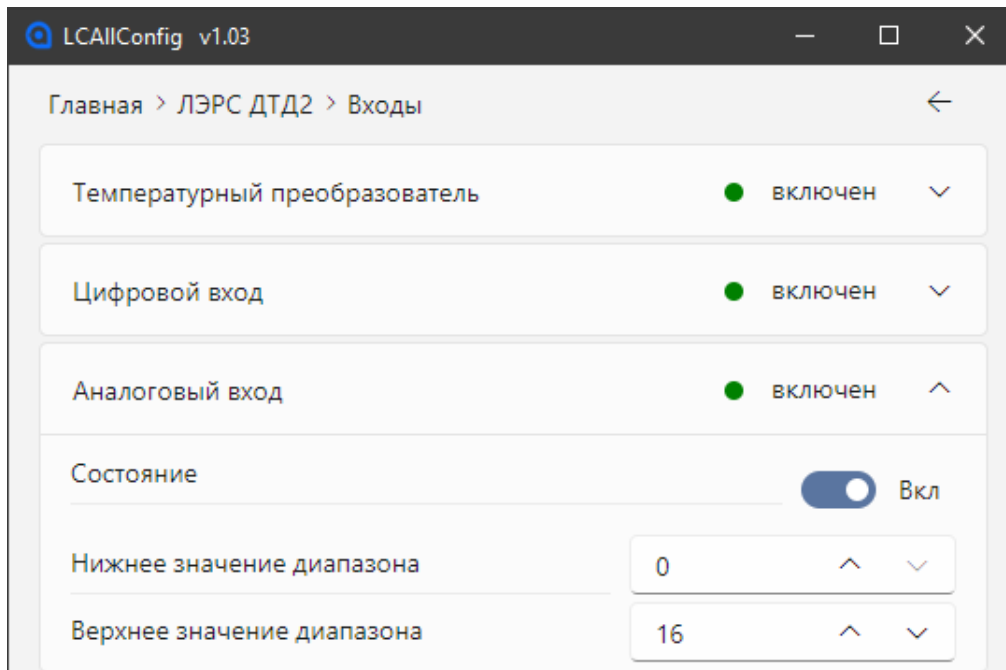 LCAllConfig v1.03
Главная > ЛЭРС ДТД2 > Входы
Температурный преобразователь включен
Цифровой вход включен
Аналоговый вход включен
Состояние Вкл
Нижнее значение диапазона 0
Верхнее значение диапазона 16